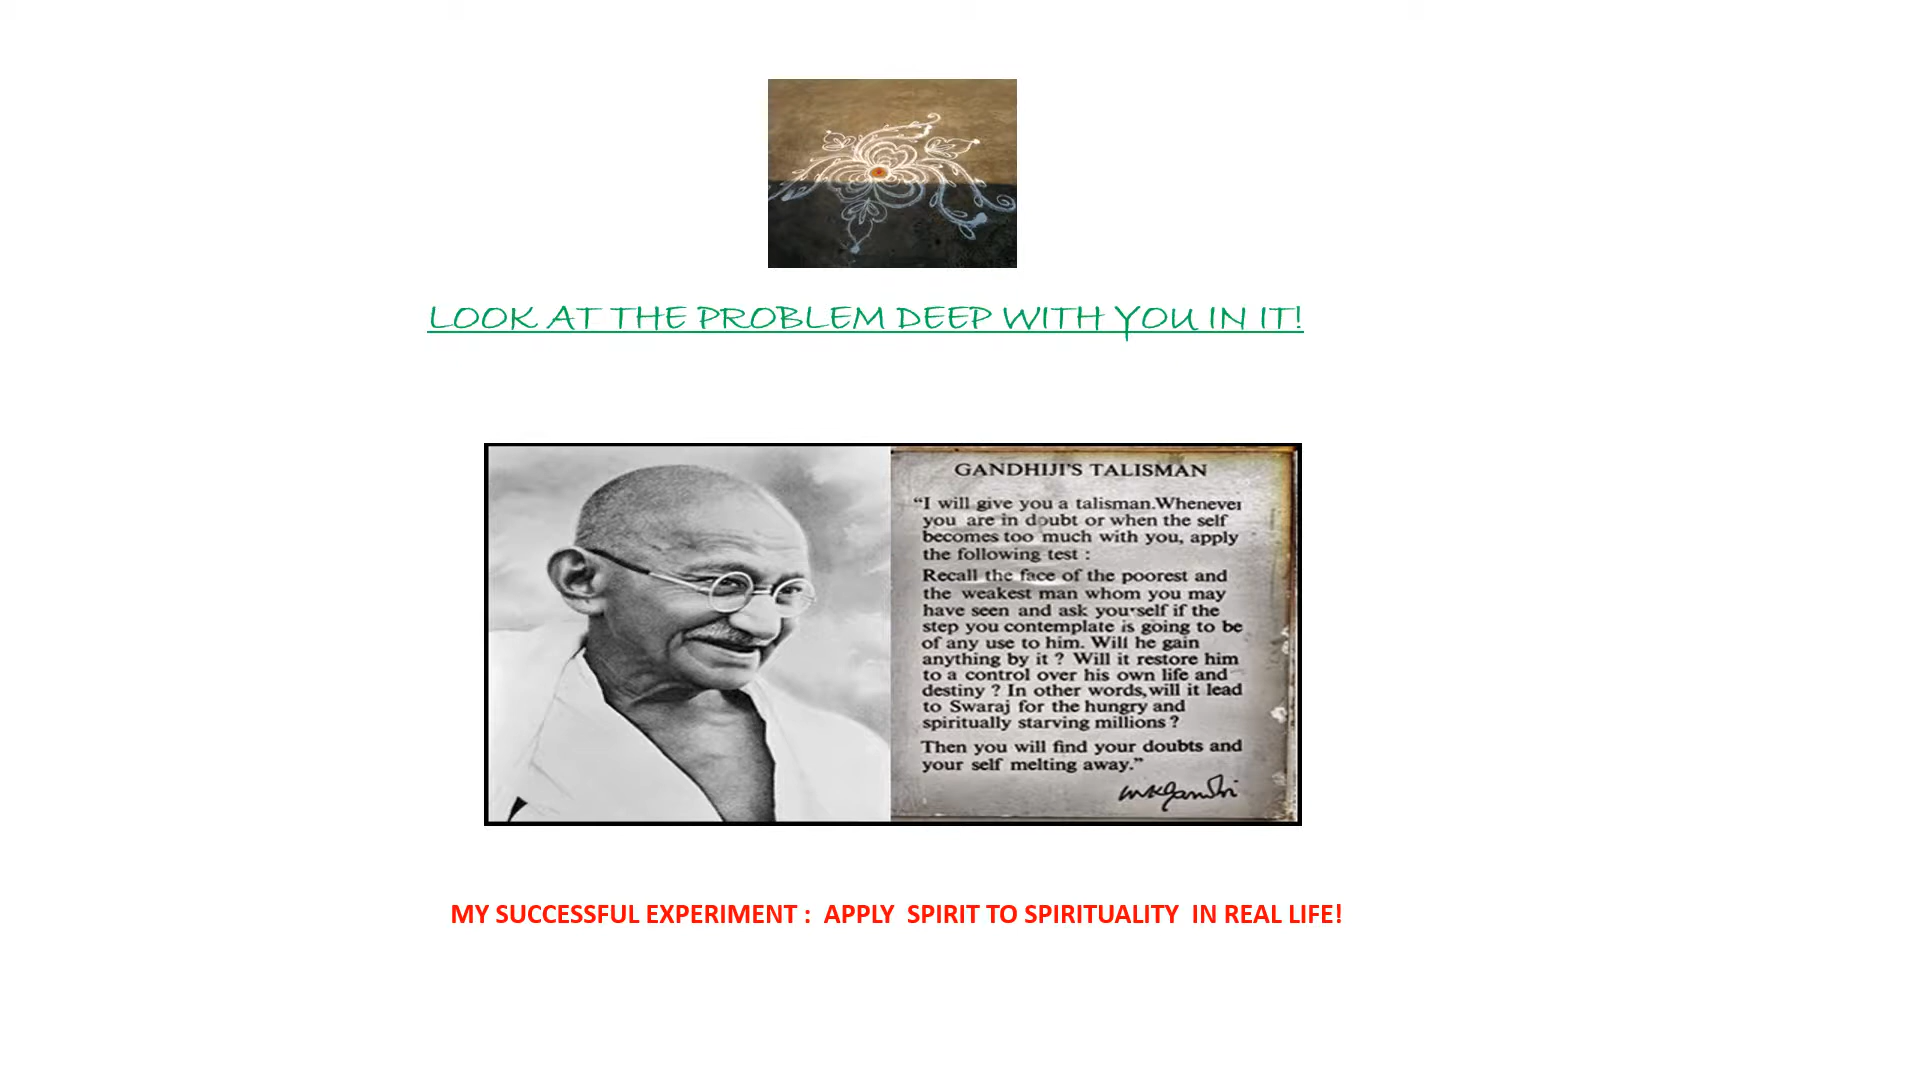 LOOK AT THE PROBLEM DEEP WITH YOU IN IT!
GANDHIJI'S TALISMAN
“I will give you a talisman.Whenever
you are in doubt or when the self
becomes too much with you, apply
the following test :
Recall the face of the poorest and
the weakest man whom you may
have seen and ask yourself if the
step you contemplate is going to be
of any use to him. Will he gain
anything by it ? Will it restore him
to a control over his own life and
destiny ? In other words,will it lead
to Swaraj for the hungry and
spiritually starving millions ?
Then you will find your doubts and
your self melting away.”
mkgandhi
MY SUCCESSFUL EXPERIMENT : APPLY SPIRIT TO SPIRITUALITY IN REAL LIFE!